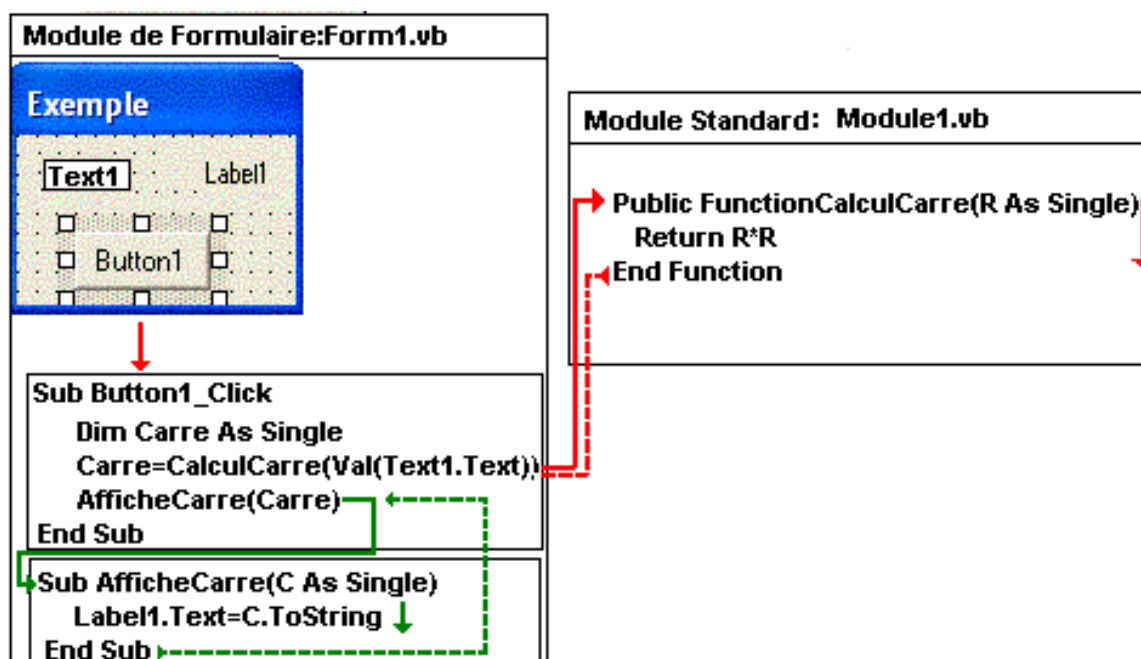 Module de Formulaire:Form1.vb
Exemple
Text1 Label1
Button1
Sub Button1_Click
Dim Carre As Single
Carre=CalculCarre(Val(Text1.Text))
AfficheCarre(Carre)
End Sub
Sub AfficheCarre(C As Single)
Label1.Text=C.ToString
End Sub
Module Standard: Module1.vb
Public FunctionCalculCarre(R As Single)
Return R*R
End Function